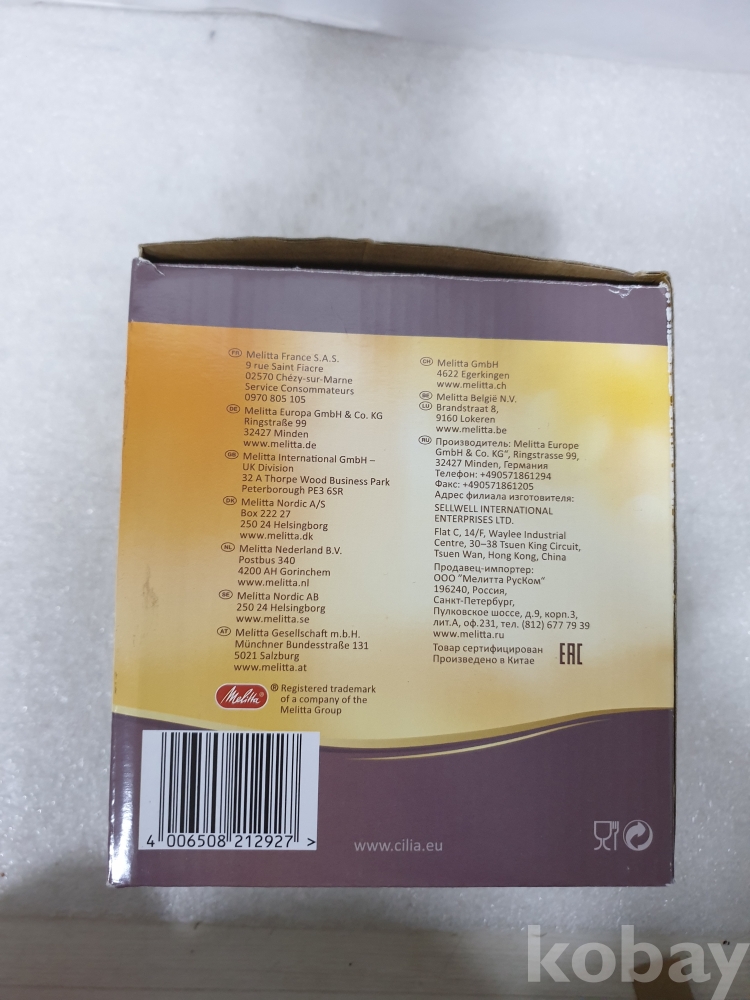 FR Melitta France S.A.S.
9 rue Saint Fiacre
02570 Chézy-sur-Marne
Service Consommateurs
0970 805 105
DE Melitta Europa GmbH & Co. KG
Ringstraße 99
32427 Minden
www.melitta.de
GB Melitta International GmbH –
UK Division
32 A Thorpe Wood Business Park
Peterborough PE3 6SR
DK Melitta Nordic A/S
Box 222 27
250 24 Helsingborg
www.melitta.dk
NL Melitta Nederland B.V.
Postbus 340
4200 AH Gorinchem
www.melitta.nl
SE Melitta Nordic AB
250 24 Helsingborg
www.melitta.se
AT Melitta Gesellschaft m.b.H.
Münchner Bundesstraße 131
5021 Salzburg
www.melitta.at
Melitta® ® Registered trademark
of a company of the
Melitta Group
CH Melitta GmbH
4622 Egerkingen
www.melitta.ch
BE Melitta België N.V.
LU Brandstraat 8,
9160 Lokeren
www.melitta.be
RU Производитель: Melitta Europe
GmbH & Co. KG", Ringstrasse 99,
32427 Minden, Германия
Телефон: +490571861294
Факс: +490571861205
Адрес филиала изготовителя:
SELLWELL INTERNATIONAL
ENTERPRISES LTD.
Flat C, 14/F, Waylee Industrial
Centre, 30–38 Tsuen King Circuit,
Tsuen Wan, Hong Kong, China
Продавец-импортер:
ООО "Мелитта РусКом"
196240, Россия,
Санкт-Петербург,
Пулковское шоссе, д.9, корп.3,
лит.А, оф.231, тел. (812) 677 79 39
www.melitta.ru
Товар сертифицирован
Произведено в Китае EAC
4 006508 212927 >
www.cilia.eu
kobay